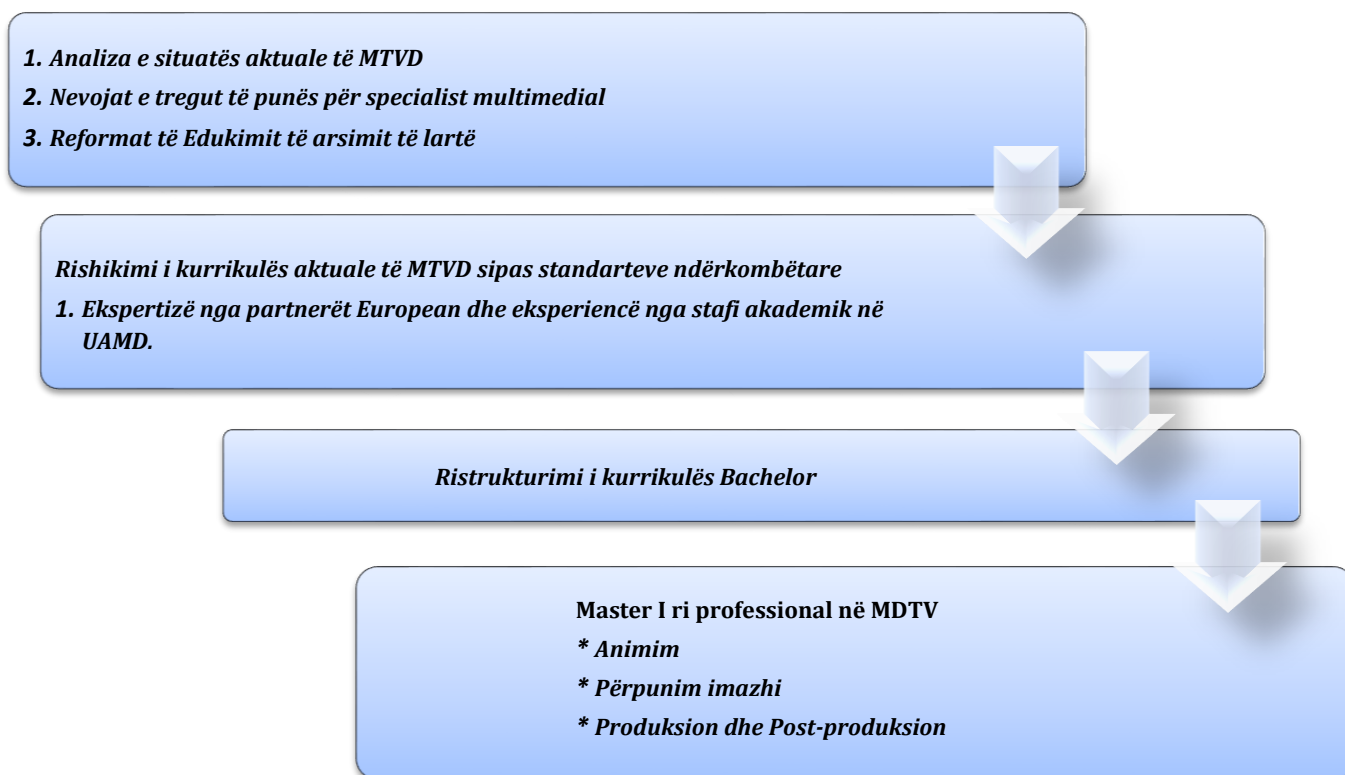 1. Analiza e situatës aktuale të MTVD
2. Nevojat e tregut të punës për specialist multimedial
3. Reformat të Edukimit të arsimit të lartë
Rishikimi i kurrikulës aktuale të MTVD sipas standarteve ndërkombëtare
1. Ekspertizë nga partnerët European dhe eksperiencë nga stafi akademik në
UAMD.
Ristrukturimi i kurrikulës Bachelor
Master I ri professional në MDTV
* Animim
* Përpunim imazhi
* Produksion dhe Post-produksion